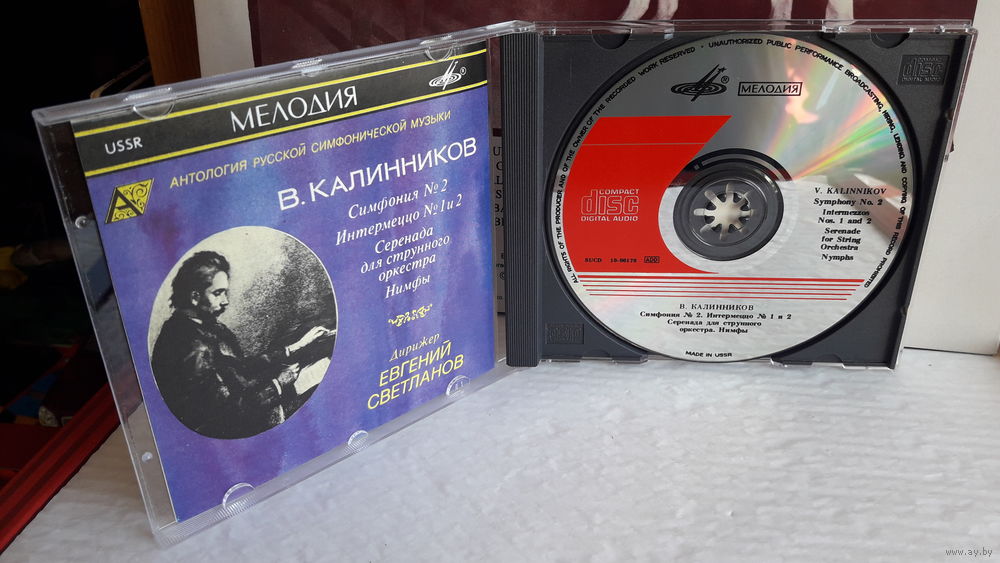 USSR
МЕЛОДИЯ
АНТОЛОГИЯ РУССКОЙ СИМФОНИЧЕСКОЙ МУЗЫКИ
В. КАЛИННИКОВ
Симфония № 2
Интермеццо № 1 и 2
Серенада
для струнного
оркестра
Нимфы
Дирижер
ЕВГЕНИЙ
СВЕТЛАНОВ
ALL RIGHTS OF THE PRODUCER AND OF THE OWNER OF THE RECORDED WORK RESERVED · UNAUTHORIZED PUBLIC PERFORMANCE BROADCASTING, HIRING, LENDING AND COPYING OF THIS RECORD PROHIBITED
МЕЛОДИЯ
COMPACT
disc
DIGITAL AUDIO
SUCD 10-00178 ADD
V. KALINNIKOV
Symphony No. 2
Intermezzos
Nos. 1 and 2
Serenade
for String
Orchestra
Nymphs
В. КАЛИННИКОВ
Симфония № 2. Интермеццо № 1 и 2
Серенада для струнного
оркестра. Нимфы
MADE IN USSR
www.ay.by